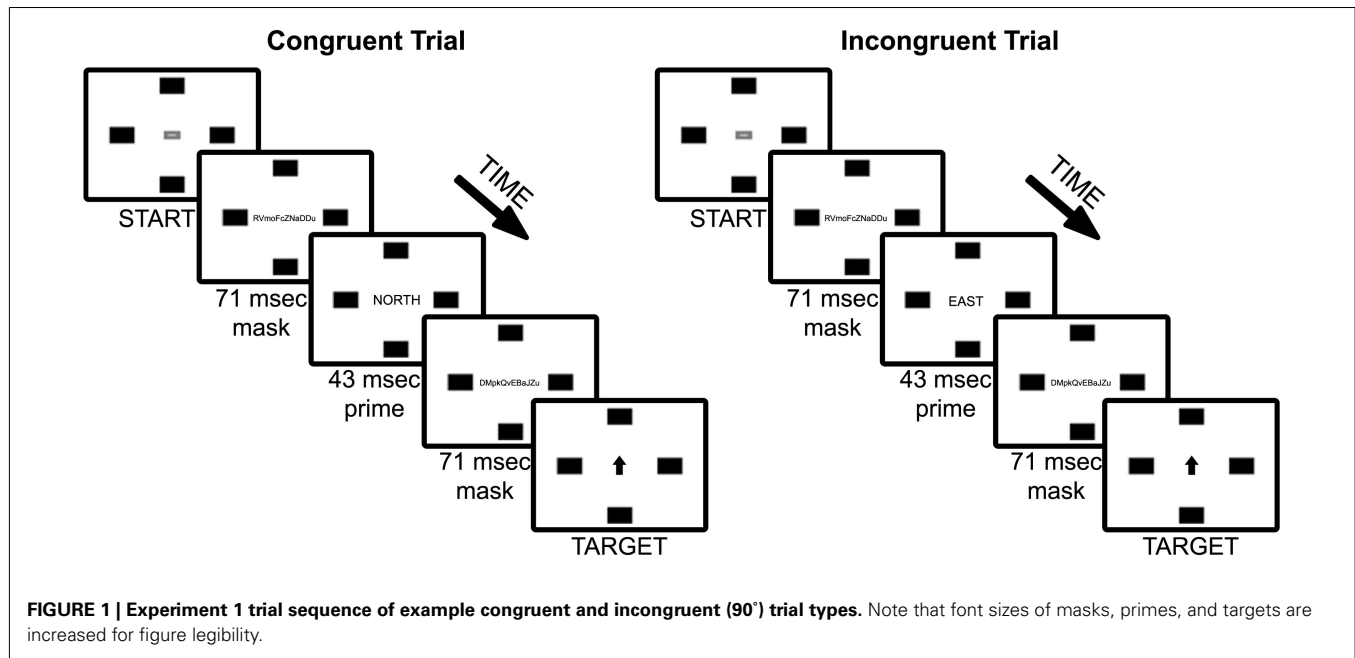 Congruent Trial
START
RVmoFcZNaDDu
71 msec
mask
NORTH
43 msec
prime
DMpkQvEBaJZu
71 msec
mask
TARGET
TIME
Incongruent Trial
START
RVmoFcZNaDDu
71 msec
mask
EAST
43 msec
prime
DMpkQvEBaJZu
71 msec
mask
TARGET
TIME
FIGURE 1 | Experiment 1 trial sequence of example congruent and incongruent (90˚) trial types. Note that font sizes of masks, primes, and targets are
increased for figure legibility.